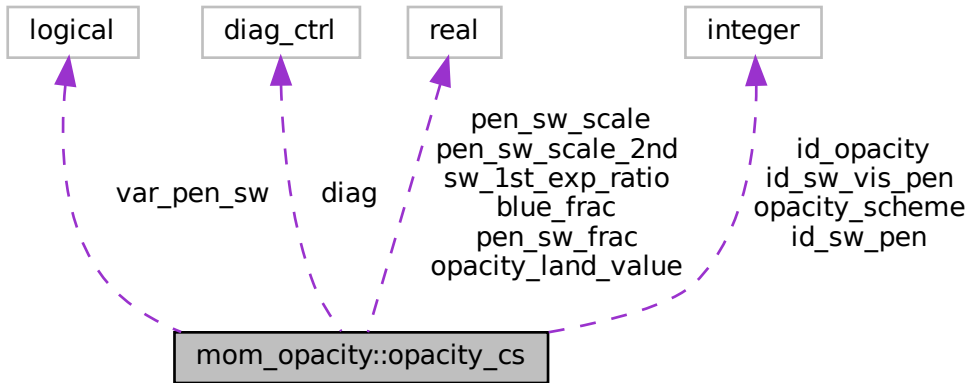 logical
diag_ctrl
real
integer
var_pen_sw
diag
pen_sw_scale
pen_sw_scale_2nd
sw_1st_exp_ratio
blue_frac
pen_sw_frac
opacity_land_value
id_opacity
id_sw_vis_pen
opacity_scheme
id_sw_pen
mom_opacity::opacity_cs